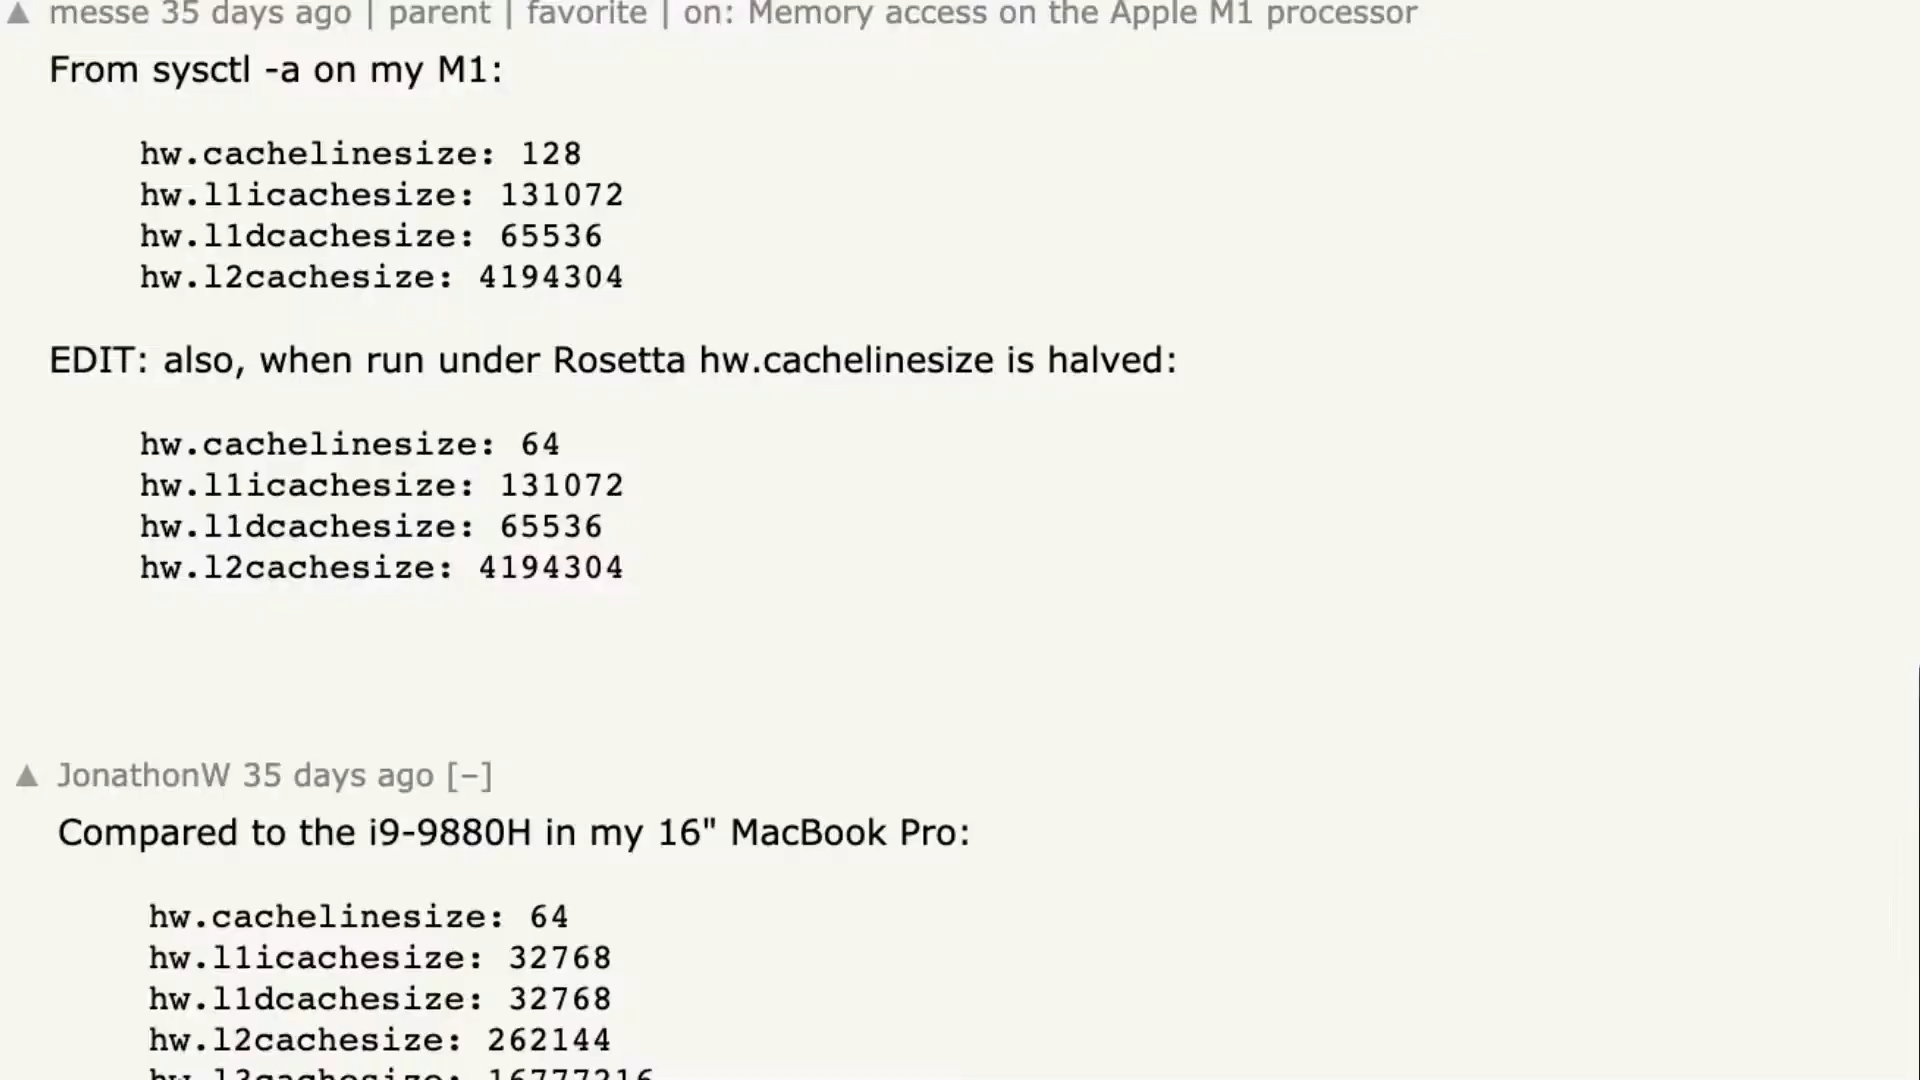 ▲ messe 35 days ago | parent | favorite | on: Memory access on the Apple M1 processor
From sysctl -a on my M1:
hw.cachelinesize: 128
hw.l1icachesize: 131072
hw.l1dcachesize: 65536
hw.l2cachesize: 4194304
EDIT: also, when run under Rosetta hw.cachelinesize is halved:
hw.cachelinesize: 64
hw.l1icachesize: 131072
hw.l1dcachesize: 65536
hw.l2cachesize: 4194304
▲ JonathonW 35 days ago [–]
Compared to the i9-9880H in my 16" MacBook Pro:
hw.cachelinesize: 64
hw.l1icachesize: 32768
hw.l1dcachesize: 32768
hw.l2cachesize: 262144
hw.l3cachesize: 16777216